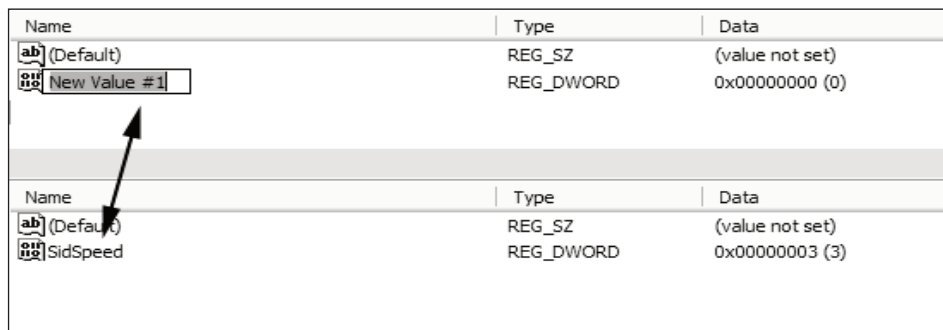 Name Type Data
(Default) REG_SZ (value not set)
New Value #1 REG_DWORD 0x00000000 (0)
Name Type Data
(Default) REG_SZ (value not set)
SidSpeed REG_DWORD 0x00000003 (3)